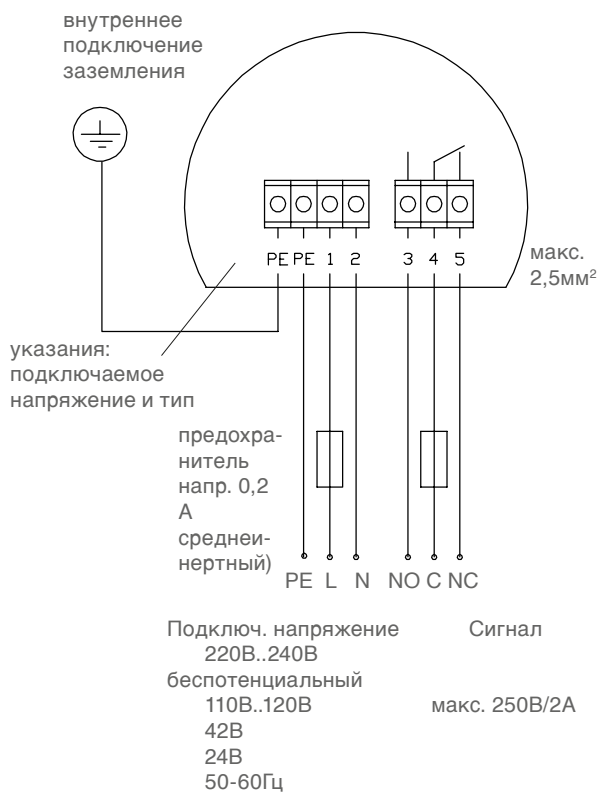 внутреннее
подключение
заземления
PE PE 1 2 3 4 5
макс.
2,5мм²
указания:
подключаемое
напряжение и тип
предохра-
нитель
напр. 0,2
А
среднеи-
нертный)
PE L N NO C NC
Подключ. напряжение Сигнал
220В..240В
беспотенциальный
110В..120В макс. 250В/2А
42В
24В
50-60Гц